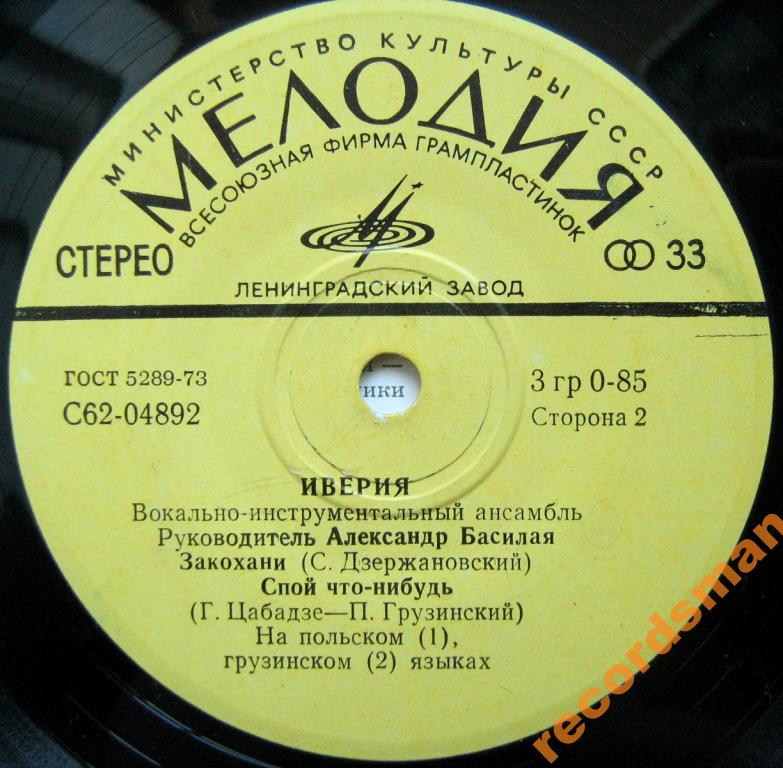 МИНИСТЕРСТВО КУЛЬТУРЫ СССР
МЕЛОДИЯ
ВСЕСОЮЗНАЯ ФИРМА ГРАМПЛАСТИНОК
СТЕРЕО
33
ЛЕНИНГРАДСКИЙ ЗАВОД
ГОСТ 5289-73
3 гр 0-85
С62-04892
Сторона 2
ИВЕРИЯ
Вокально-инструментальный ансамбль
Руководитель Александр Басилая
Закохани (С. Дзержановский)
Спой что-нибудь
(Г. Цабадзе—П. Грузинский)
На польском (1),
грузинском (2) языках
recordsman